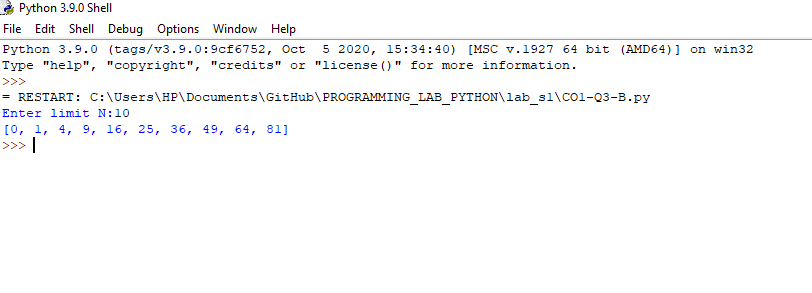 Python 3.9.0 Shell
File Edit Shell Debug Options Window Help
Python 3.9.0 (tags/v3.9.0:9cf6752, Oct  5 2020, 15:34:40) [MSC v.1927 64 bit (AMD64)] on win32
Type "help", "copyright", "credits" or "license()" for more information.
>>>
= RESTART: C:\Users\HP\Documents\GitHub\PROGRAMMING_LAB_PYTHON\lab_s1\CO1-Q3-B.py
Enter limit N:10
[0, 1, 4, 9, 16, 25, 36, 49, 64, 81]
>>>